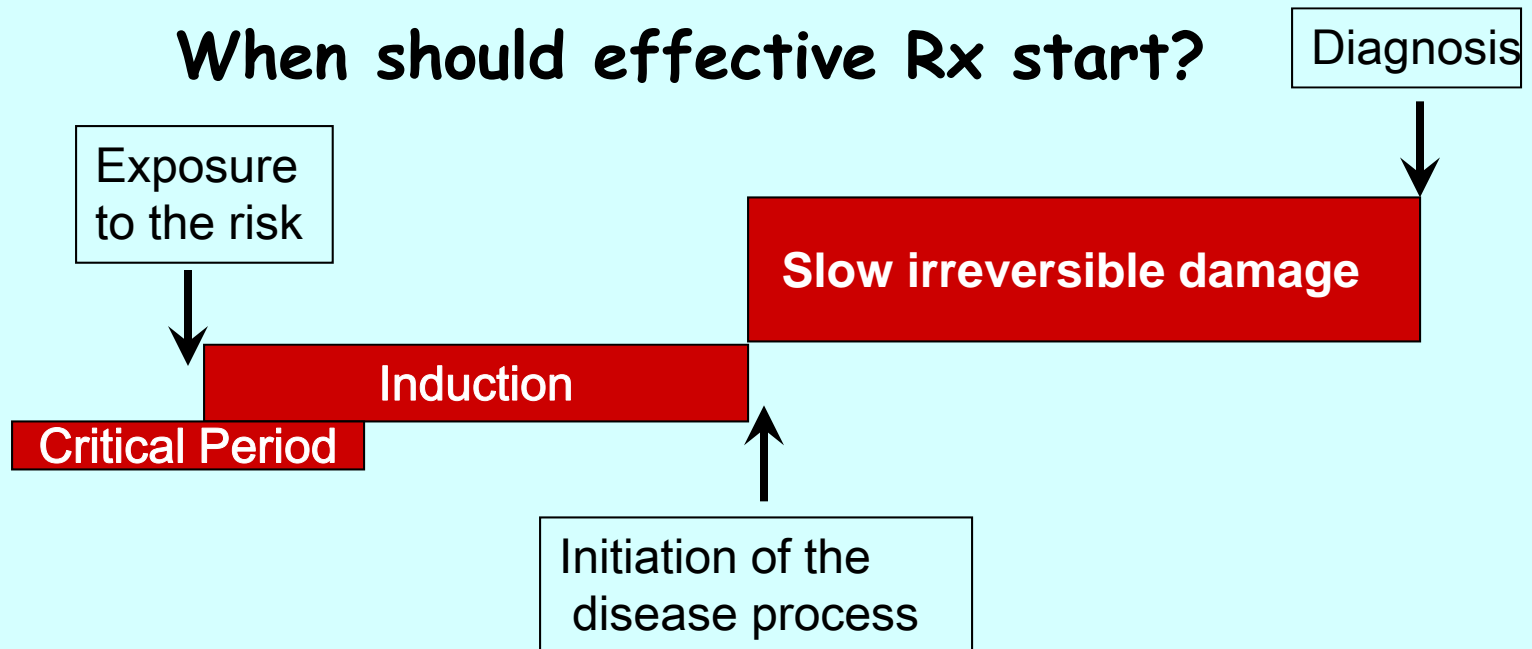 When should effective Rx start?
Diagnosis
Exposure
to the risk
Slow irreversible damage
Induction
Critical Period
Initiation of the
disease process